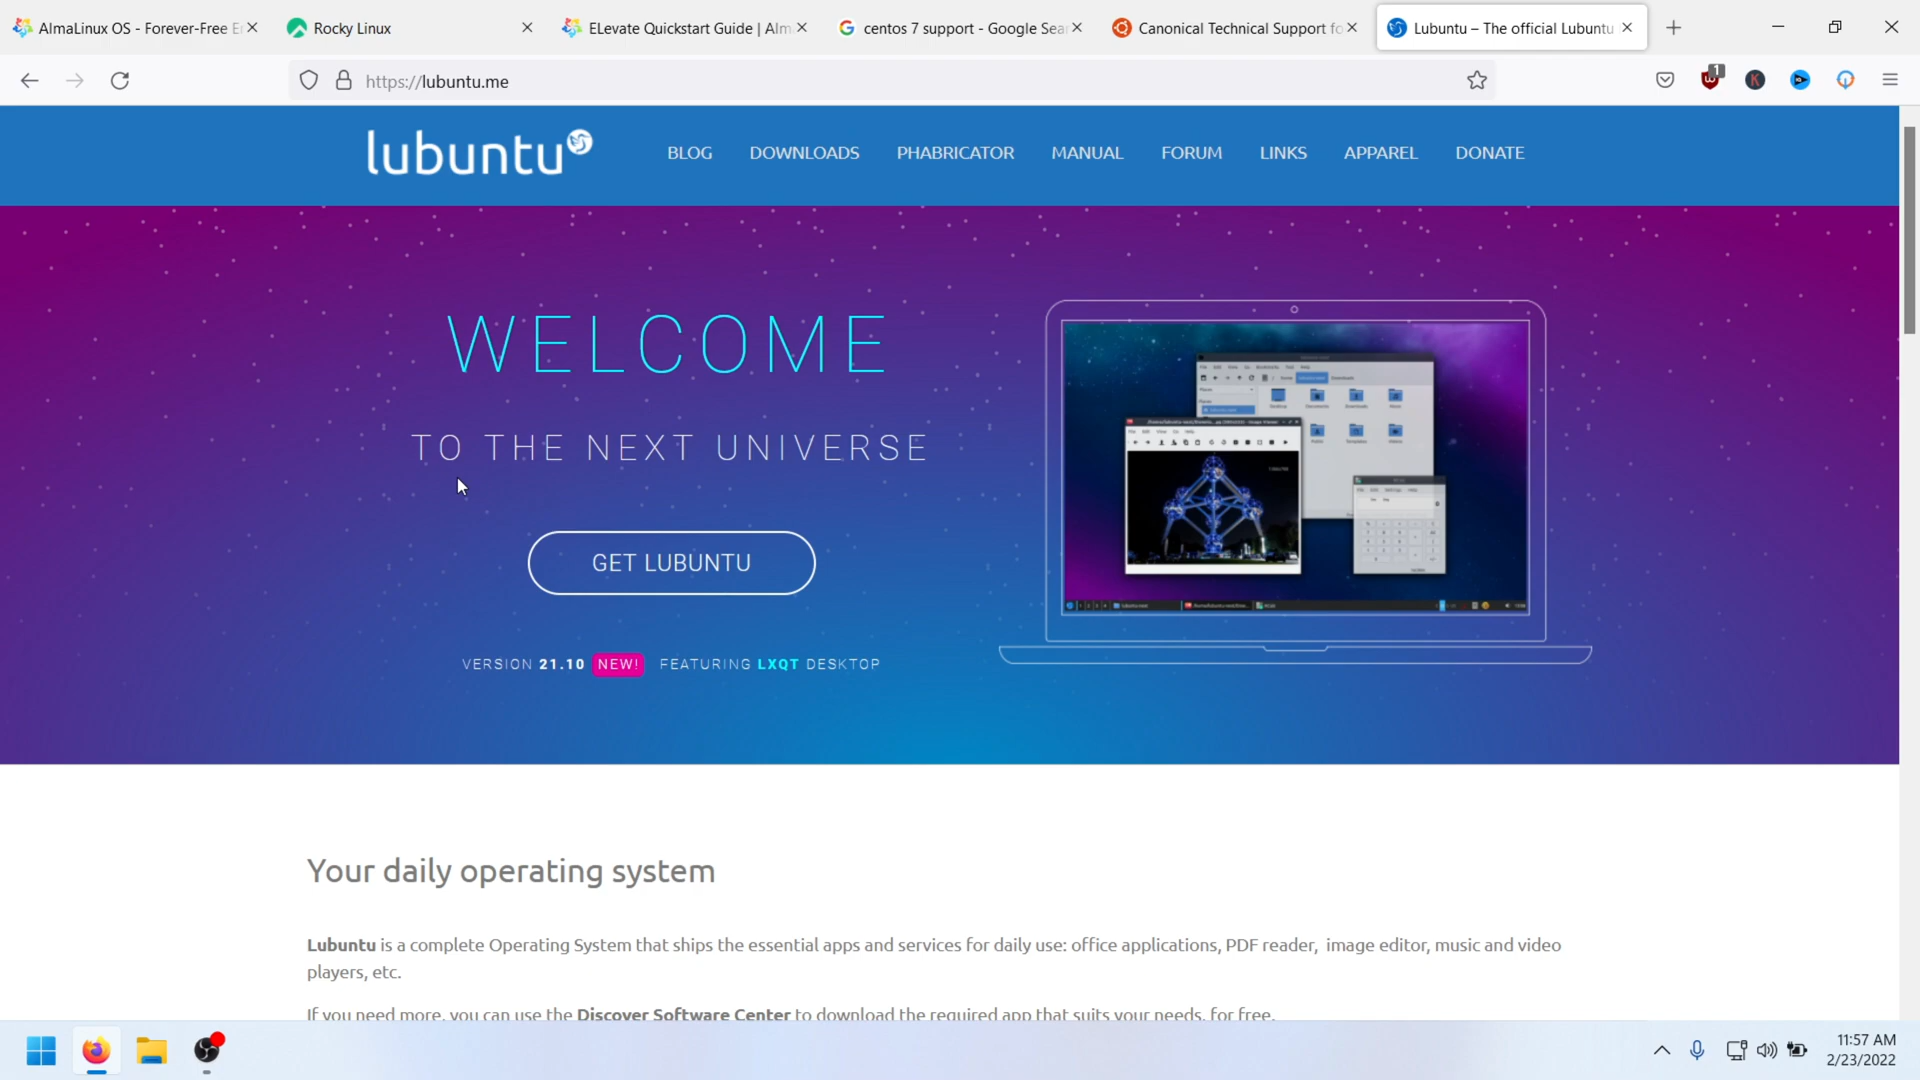 AlmaLinux OS - Forever-Free E
Rocky Linux
ELevate Quickstart Guide | Alm
centos 7 support - Google Sear
Canonical Technical Support fo
Lubuntu – The official Lubuntu
https://lubuntu.me
1
lubuntu
BLOG
DOWNLOADS
PHABRICATOR
MANUAL
FORUM
LINKS
APPAREL
DONATE
WELCOME
TO THE NEXT UNIVERSE
GET LUBUNTU
VERSION 21.10 NEW! FEATURING LXQT DESKTOP
Your daily operating system
Lubuntu is a complete Operating System that ships the essential apps and services for daily use: office applications, PDF reader, image editor, music and video
players, etc.
If you need more, you can use the Discover Software Center to download the required app that suits your needs, for free.
11:57 AM
2/23/2022